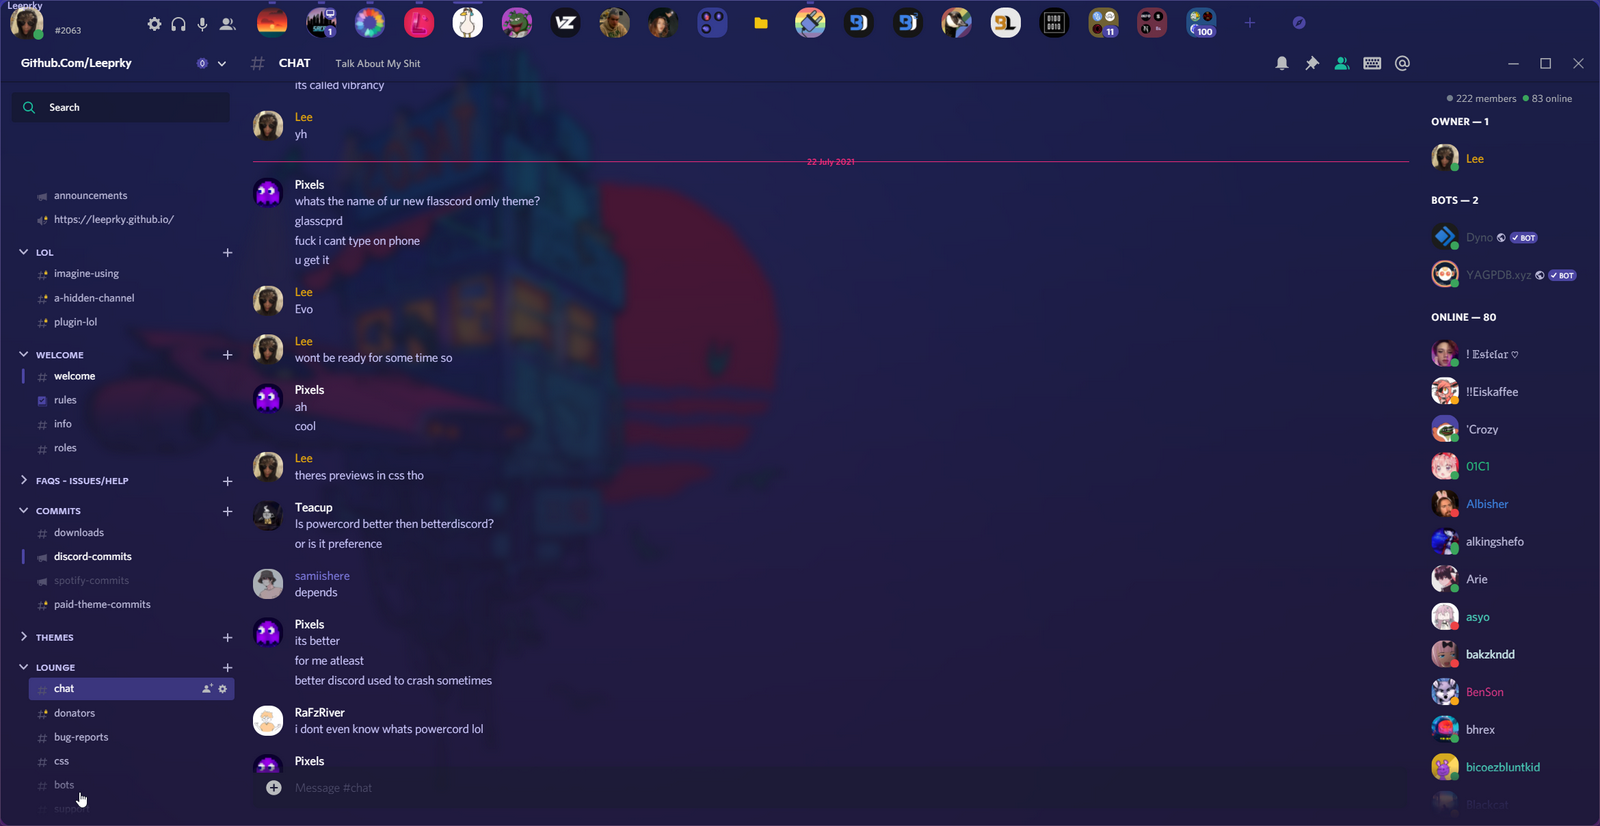 Leeprky
#2063
1
11
100
Github.Com/Leeprky
0
CHAT
Talk About My Shit
Search
announcements
https://leeprky.github.io/
LOL
imagine-using
a-hidden-channel
plugin-lol
WELCOME
welcome
rules
info
roles
FAQS - ISSUES/HELP
COMMITS
downloads
discord-commits
spotify-commits
paid-theme-commits
THEMES
LOUNGE
chat
donators
bug-reports
css
bots
support
its called vibrancy
Lee
yh
22 July 2021
Pixels
whats the name of ur new flasscord omly theme?
glasscprd
fuck i cant type on phone
u get it
Lee
Evo
Lee
wont be ready for some time so
Pixels
ah
cool
Lee
theres previews in css tho
Teacup
Is powercord better then betterdiscord?
or is it preference
samiishere
depends
Pixels
its better
for me atleast
better discord used to crash sometimes
RaFzRiver
i dont even know whats powercord lol
Pixels
Message #chat
222 members 83 online
OWNER — 1
Lee
BOTS — 2
Dyno BOT
YAGPDB.xyz BOT
ONLINE — 80
! 𝔼𝕤𝕥𝕖𝕝𝕒𝕣 ♡
!!Eiskaffee
'Crozy
01C1
Albisher
alkingshefo
Arie
asyo
bakzkndd
BenSon
bhrex
bicoezbluntkid
Blackcat